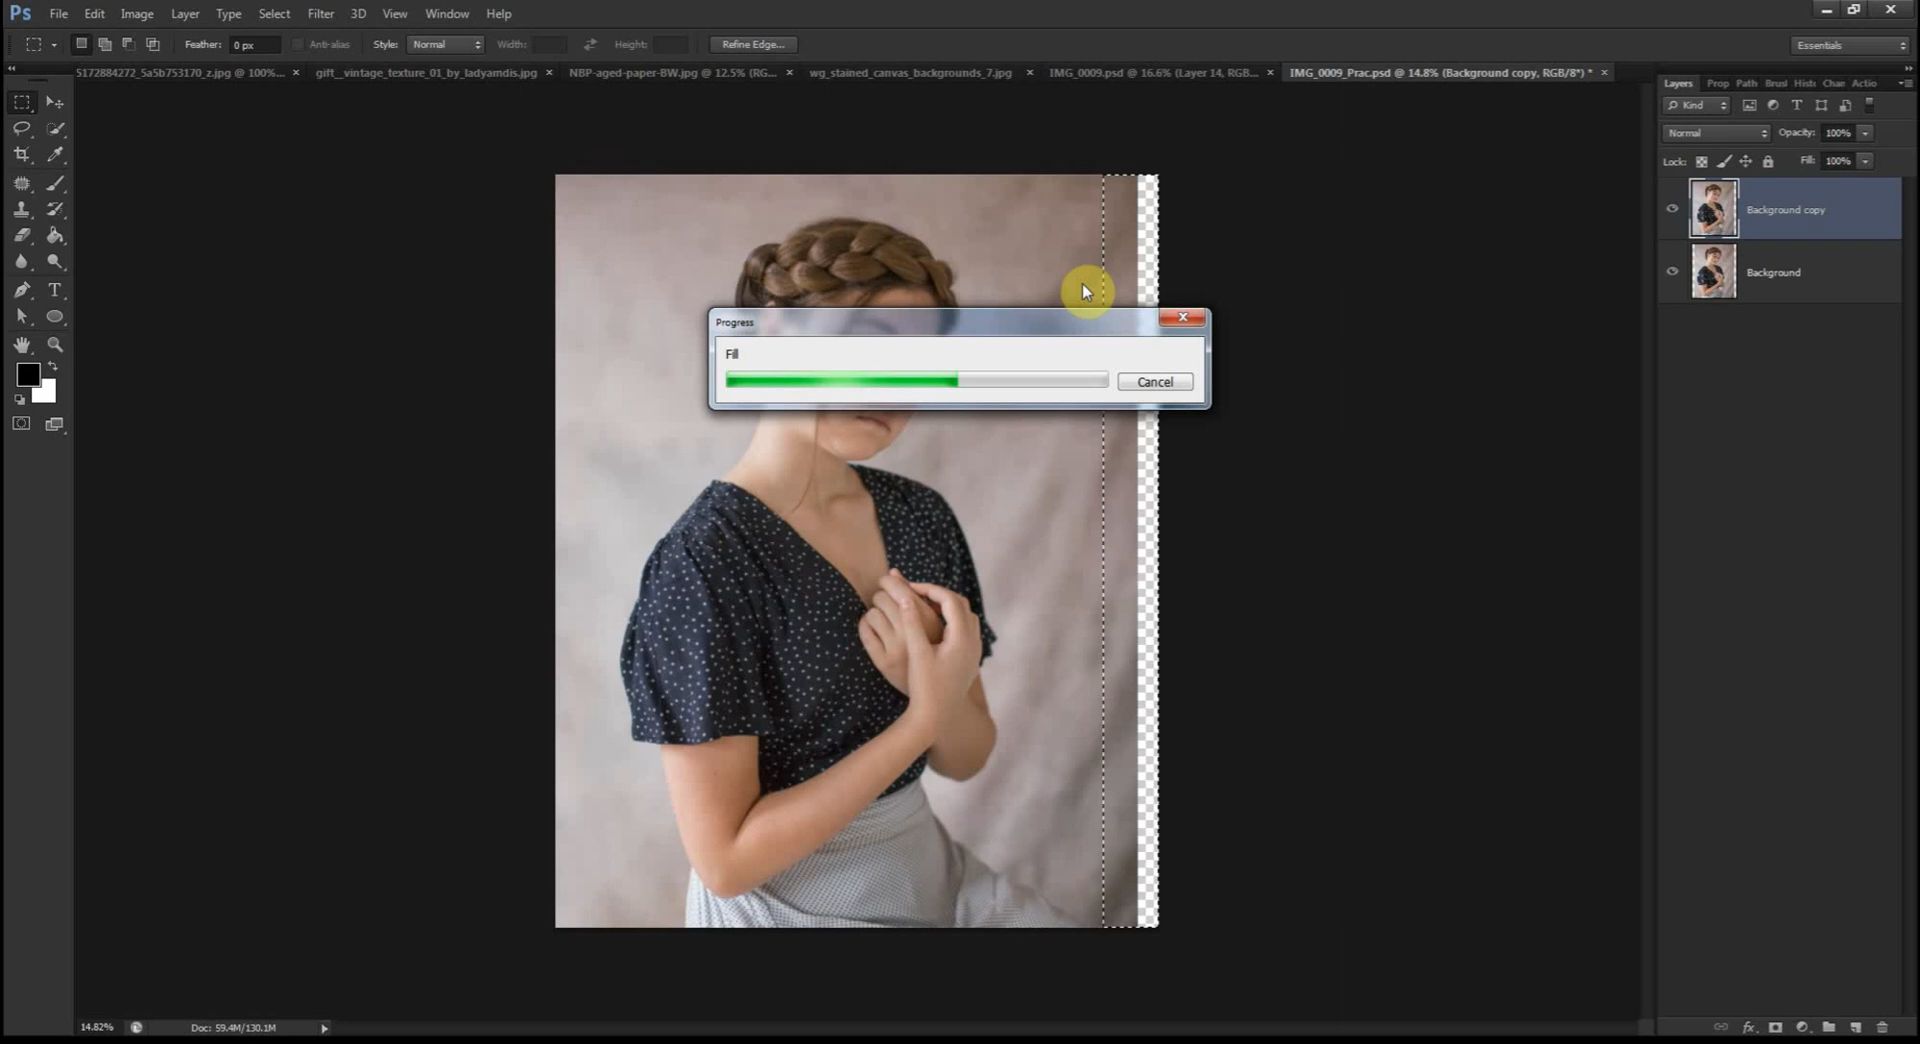 Ps File Edit Image Layer Type Select Filter 3D View Window Help
Feather: 0 px Anti-alias Style: Normal Width: Height: Refine Edge... Essentials
5172884272_5a5b753170_z.jpg @ 100%... × gift__vintage_texture_01_by_ladyamdis.jpg × NBP-aged-paper-BW.jpg @ 12.5% (RG... × wg_stained_canvas_backgrounds_7.jpg × IMG_0009.psd @ 16.6% (Layer 14, RGB... × IMG_0009_Prac.psd @ 14.8% (Background copy, RGB/8*) * ×
Layers Prop Path Brusl Histo Chan Actio
Kind
Normal Opacity: 100%
Lock: Fill: 100%
Background copy
Background
Progress
Fill
Cancel
14.82% Doc: 59.4M/130.1M